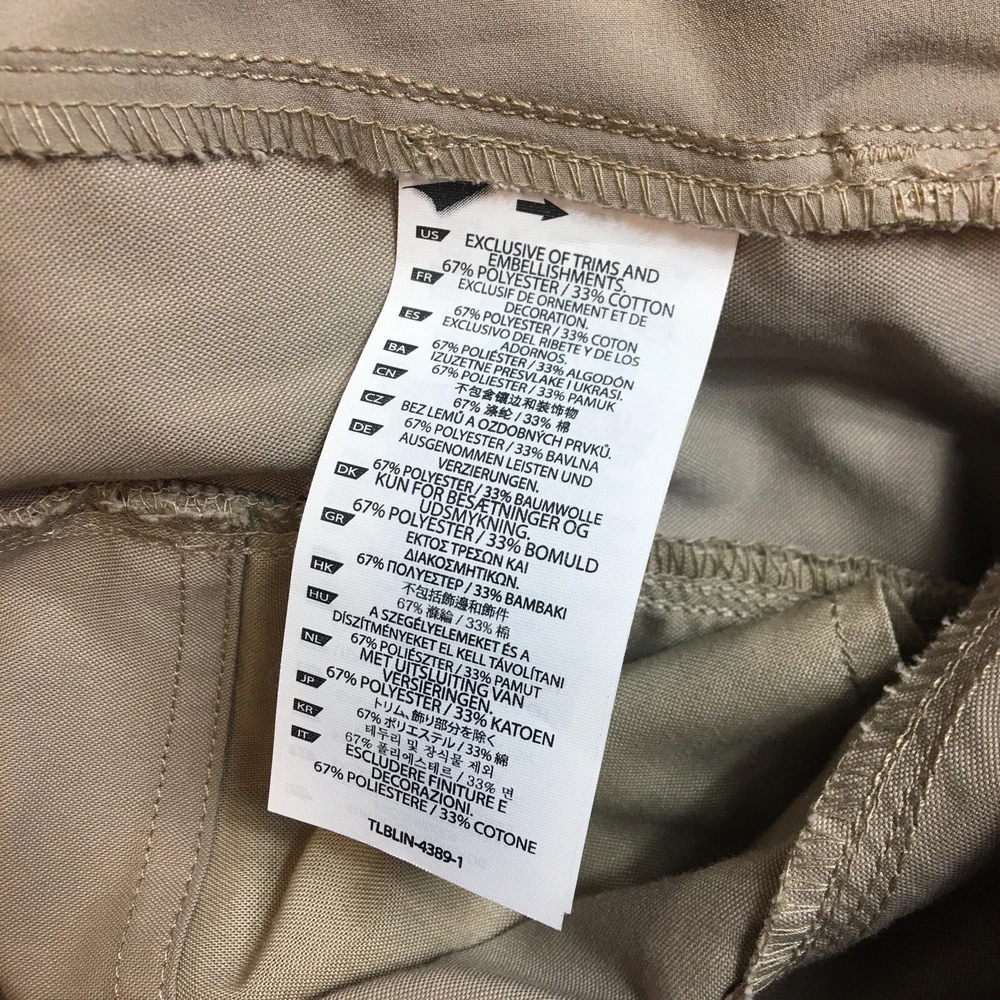 US EXCLUSIVE OF TRIMS AND
EMBELLISHMENTS.
67% POLYESTER / 33% COTTON
FR EXCLUSIF DE ORNEMENT ET DE
DECORATION.
67% POLYESTER / 33% COTON
ES EXCLUSIVO DEL RIBETE Y DE LOS
ADORNOS.
67% POLIÉSTER / 33% ALGODÓN
BA IZUZETNE PRESVLAKE I UKRASI.
67% POLIESTER / 33% PAMUK
CN 不包含镶边和装饰物
67% 涤纶 / 33% 棉
CZ BEZ LEMŮ A OZDOBNÝCH PRVKŮ.
67% POLYESTER / 33% BAVLNA
DE AUSGENOMMEN LEISTEN UND
VERZIERUNGEN.
67% POLYESTER / 33% BAUMWOLLE
DK KUN FOR BESÆTNINGER OG
UDSMYKNING.
67% POLYESTER / 33% BOMULD
GR ΕΚΤΟΣ ΤΡΕΣΩΝ ΚΑΙ
ΔΙΑΚΟΣΜΗΤΙΚΩΝ.
67% ΠΟΛΥΕΣΤΕΡ / 33% ΒΑΜΒΑΚΙ
HK 不包括飾邊和飾件
67% 滌綸 / 33% 棉
HU A SZEGÉLYELEMEKET ÉS A
DÍSZÍTMÉNYEKET EL KELL TÁVOLÍTANI
67% POLIÉSZTER / 33% PAMUT
NL MET UITSLUITING VAN
VERSIERINGEN.
67% POLYESTER / 33% KATOEN
JP トリム、飾り部分を除く
67% ポリエステル / 33% 綿
KR 테두리 및 장식물 제외
67% 폴리에스테르 / 33% 면
IT ESCLUDERE FINITURE E
DECORAZIONI.
67% POLIESTERE / 33% COTONE
TLBLIN-4389-1